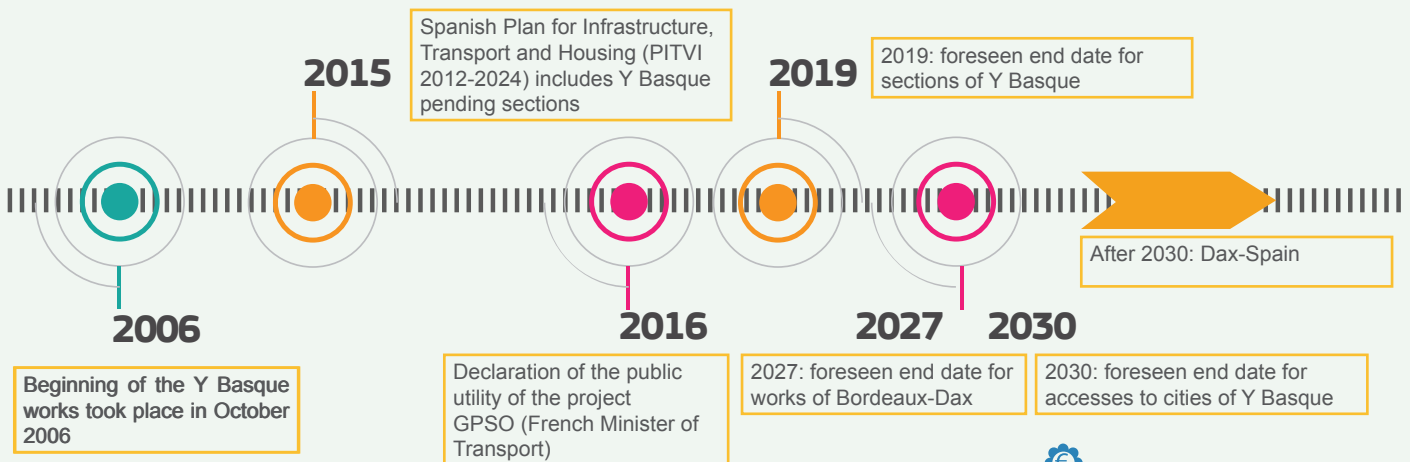 2015
Spanish Plan for Infrastructure,
Transport and Housing (PITVI
2012-2024) includes Y Basque
pending sections
2019
2019: foreseen end date for
sections of Y Basque
After 2030: Dax-Spain
2006
Beginning of the Y Basque
works took place in October
2006
2016
Declaration of the public
utility of the project
GPSO (French Minister of
Transport)
2027
2027: foreseen end date for
works of Bordeaux-Dax
2030
2030: foreseen end date for
accesses to cities of Y Basque
€